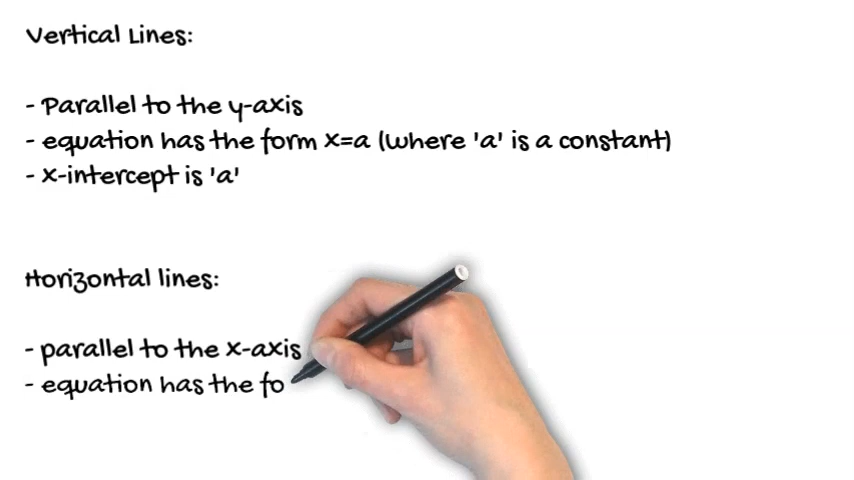 Vertical Lines:
- Parallel to the y-axis
- equation has the form x=a (where 'a' is a constant)
- x-intercept is 'a'
Horizontal lines:
- parallel to the x-axis
- equation has the fo